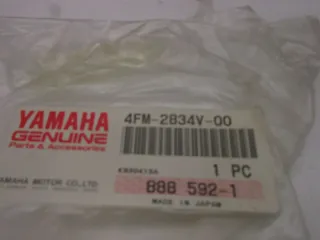 4FM-2834V-00
YAMAHA
GENUINE
Parts & Accessories
1 PC
888 592-1
YAMAHA MOTOR CO.,LTD.
MADE IN JAPAN